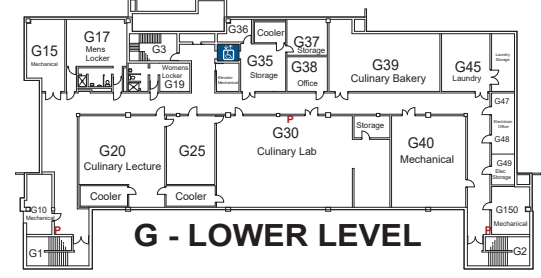 G36
Cooler
G37
Storage
G17
Mens
Locker
G15
Mechanical
G3
Womens
Locker
G19
Elevator
Mechanical
G35
Storage
G38
Office
G39
Culinary Bakery
G45
Laundry
Laundry
Storage
G47
Electrician
Office
G48
G49
Elec
Storage
G20
Culinary Lecture
Cooler
G25
Cooler
P
G30
Culinary Lab
Storage
G40
Mechanical
G10
Mechanical
P
G1
G150
Mechanical
P
G2
G - LOWER LEVEL